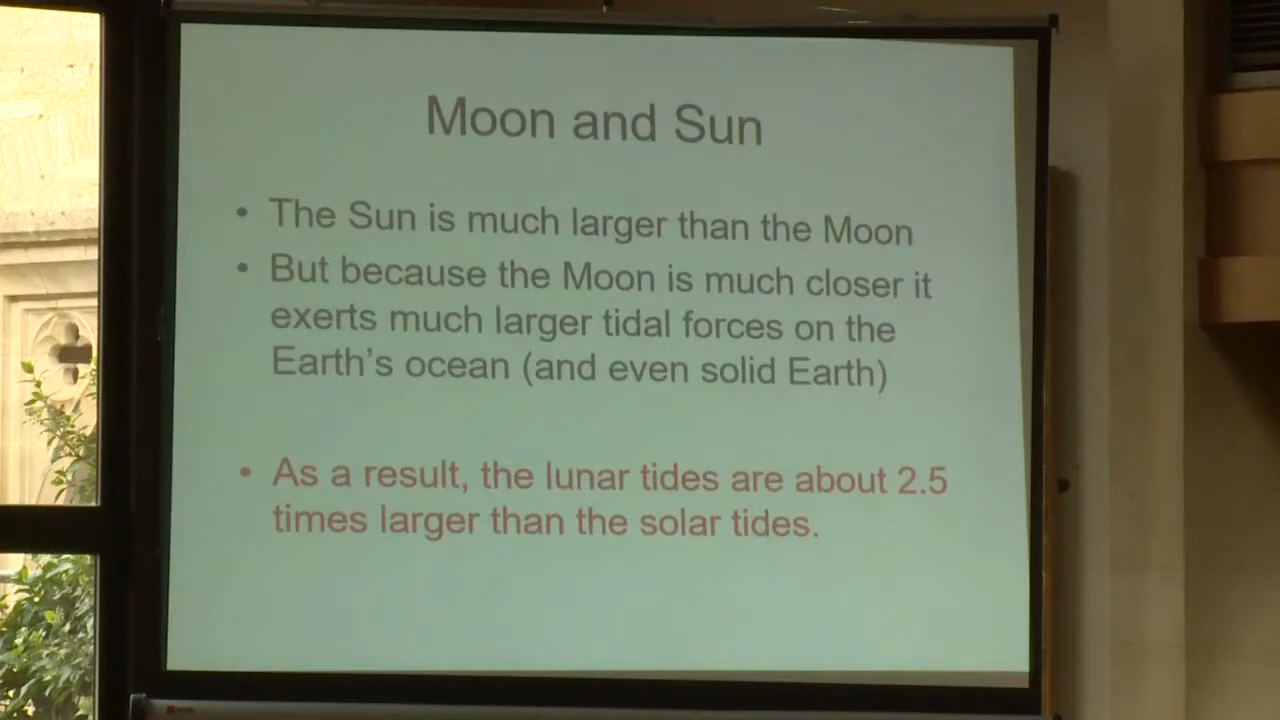 Moon and Sun
• The Sun is much larger than the Moon
• But because the Moon is much closer it
exerts much larger tidal forces on the
Earth's ocean (and even solid Earth)
• As a result, the lunar tides are about 2.5
times larger than the solar tides.